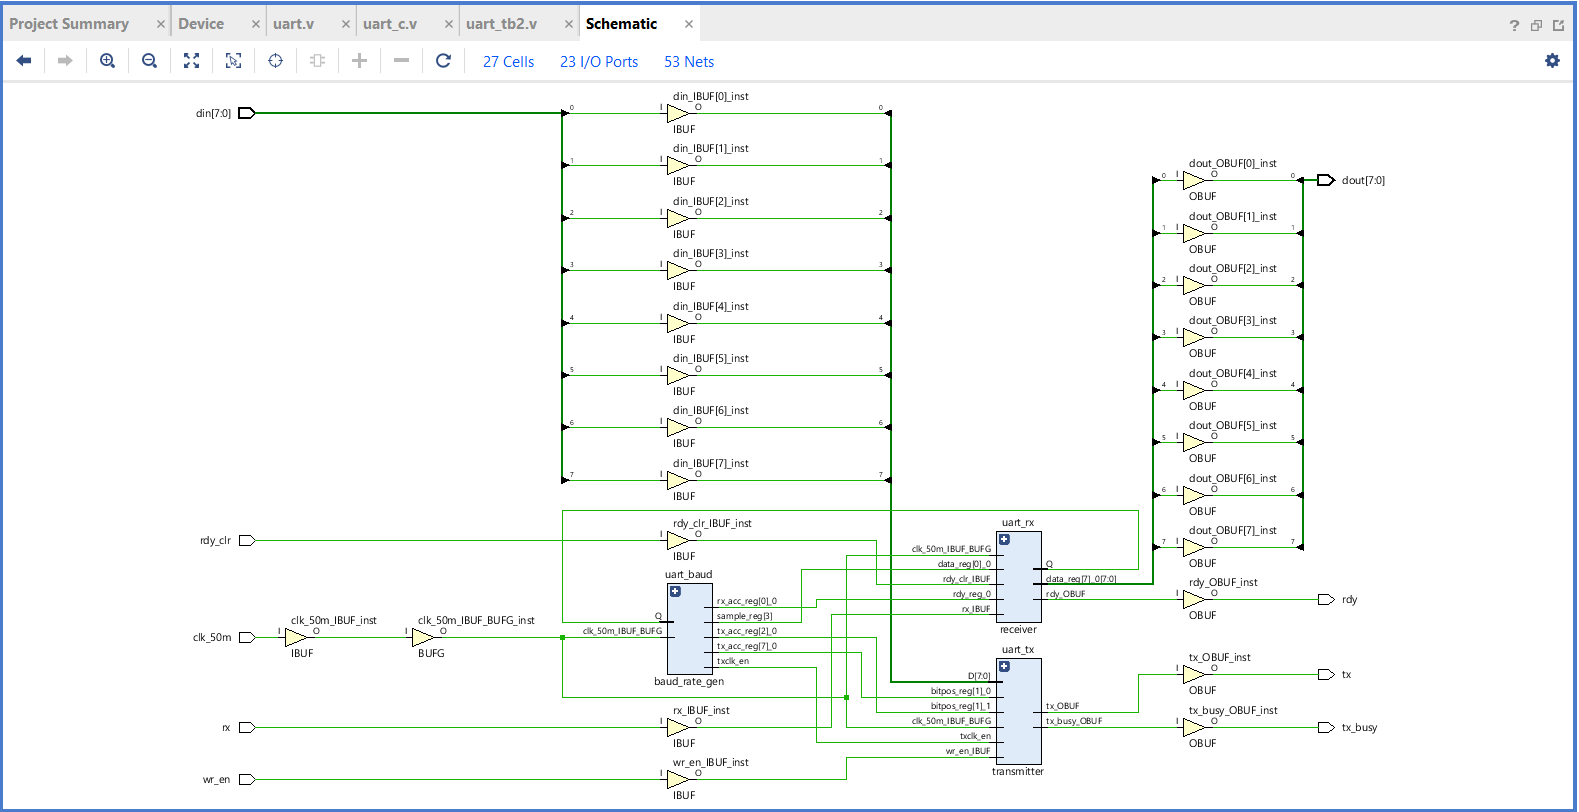 Project Summary × Device × uart.v × uart_c.v × uart_tb2.v × Schematic ×
27 Cells 23 I/O Ports 53 Nets
din[7:0]
0 I din_IBUF[0]_inst O 0
IBUF
1 I din_IBUF[1]_inst O 1
IBUF
2 I din_IBUF[2]_inst O 2
IBUF
3 I din_IBUF[3]_inst O 3
IBUF
4 I din_IBUF[4]_inst O 4
IBUF
5 I din_IBUF[5]_inst O 5
IBUF
6 I din_IBUF[6]_inst O 6
IBUF
7 I din_IBUF[7]_inst O 7
IBUF
0 I dout_OBUF[0]_inst O 0
OBUF
dout[7:0]
1 I dout_OBUF[1]_inst O 1
OBUF
2 I dout_OBUF[2]_inst O 2
OBUF
3 I dout_OBUF[3]_inst O 3
OBUF
4 I dout_OBUF[4]_inst O 4
OBUF
5 I dout_OBUF[5]_inst O 5
OBUF
6 I dout_OBUF[6]_inst O 6
OBUF
7 I dout_OBUF[7]_inst O 7
OBUF
rdy_clr
I rdy_clr_IBUF_inst O
IBUF
clk_50m
I clk_50m_IBUF_inst O
IBUF
I clk_50m_IBUF_BUFG_inst O
BUFG
uart_baud
Q
clk_50m_IBUF_BUFG
rx_acc_reg[0]_0
sample_reg[3]
tx_acc_reg[2]_0
tx_acc_reg[7]_0
txclk_en
baud_rate_gen
uart_rx
clk_50m_IBUF_BUFG
data_reg[0]_0
rdy_clr_IBUF
rdy_reg_0
rx_IBUF
Q
data_reg[7]_0[7:0]
rdy_OBUF
receiver
I rdy_OBUF_inst O
OBUF
rdy
uart_tx
D[7:0]
bitpos_reg[1]_0
bitpos_reg[1]_1
clk_50m_IBUF_BUFG
txclk_en
wr_en_IBUF
tx_OBUF
tx_busy_OBUF
transmitter
I tx_OBUF_inst O
OBUF
tx
I tx_busy_OBUF_inst O
OBUF
tx_busy
rx
I rx_IBUF_inst O
IBUF
wr_en
I wr_en_IBUF_inst O
IBUF